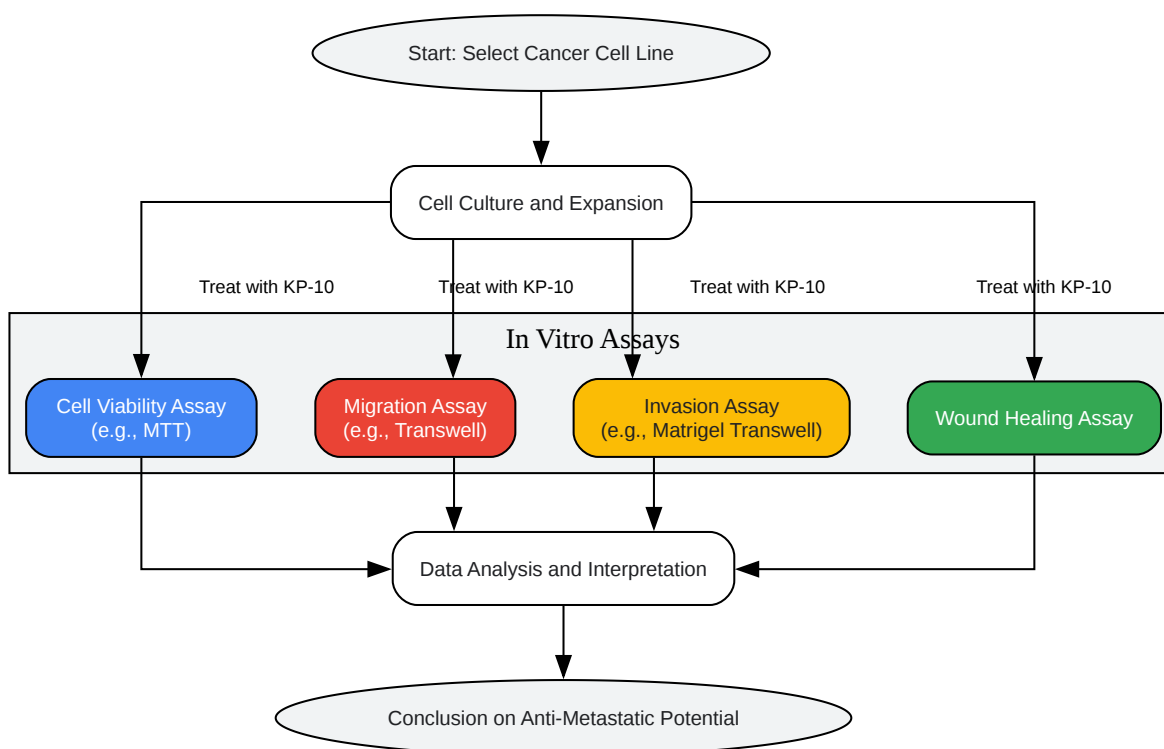 Start: Select Cancer Cell Line
Cell Culture and Expansion
Treat with KP-10
Treat with KP-10
Treat with KP-10
Treat with KP-10
In Vitro Assays
Cell Viability Assay
(e.g., MTT)
Migration Assay
(e.g., Transwell)
Invasion Assay
(e.g., Matrigel Transwell)
Wound Healing Assay
Data Analysis and Interpretation
Conclusion on Anti-Metastatic Potential